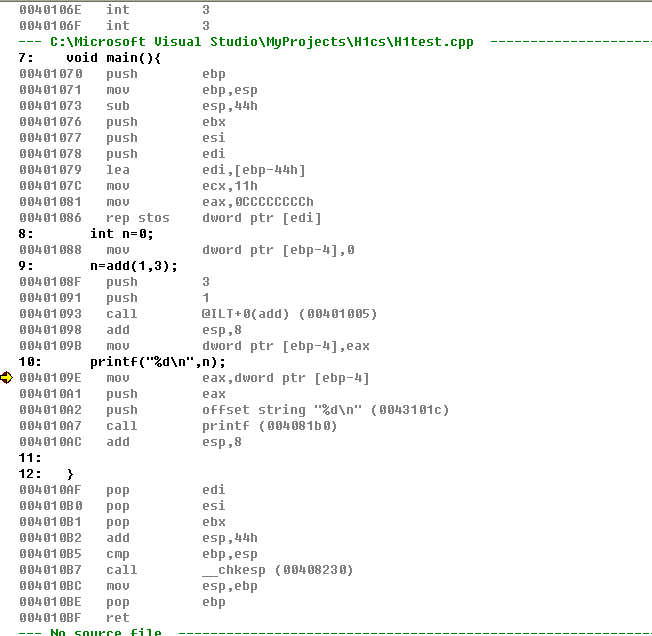 0040106E int 3
0040106F int 3
--- C:\Microsoft Visual Studio\MyProjects\H1cs\H1test.cpp ---------------------
7: void main(){
00401070 push ebp
00401071 mov ebp,esp
00401073 sub esp,44h
00401076 push ebx
00401077 push esi
00401078 push edi
00401079 lea edi,[ebp-44h]
0040107C mov ecx,11h
00401081 mov eax,0CCCCCCCCh
00401086 rep stos dword ptr [edi]
8: int n=0;
00401088 mov dword ptr [ebp-4],0
9: n=add(1,3);
0040108F push 3
00401091 push 1
00401093 call @ILT+0(add) (00401005)
00401098 add esp,8
0040109B mov dword ptr [ebp-4],eax
10: printf("%d\n",n);
0040109E mov eax,dword ptr [ebp-4]
004010A1 push eax
004010A2 push offset string "%d\n" (0043101c)
004010A7 call printf (004081b0)
004010AC add esp,8
11:
12: }
004010AF pop edi
004010B0 pop esi
004010B1 pop ebx
004010B2 add esp,44h
004010B5 cmp ebp,esp
004010B7 call __chkesp (00408230)
004010BC mov esp,ebp
004010BE pop ebp
004010BF ret
--- No source file ---------------------